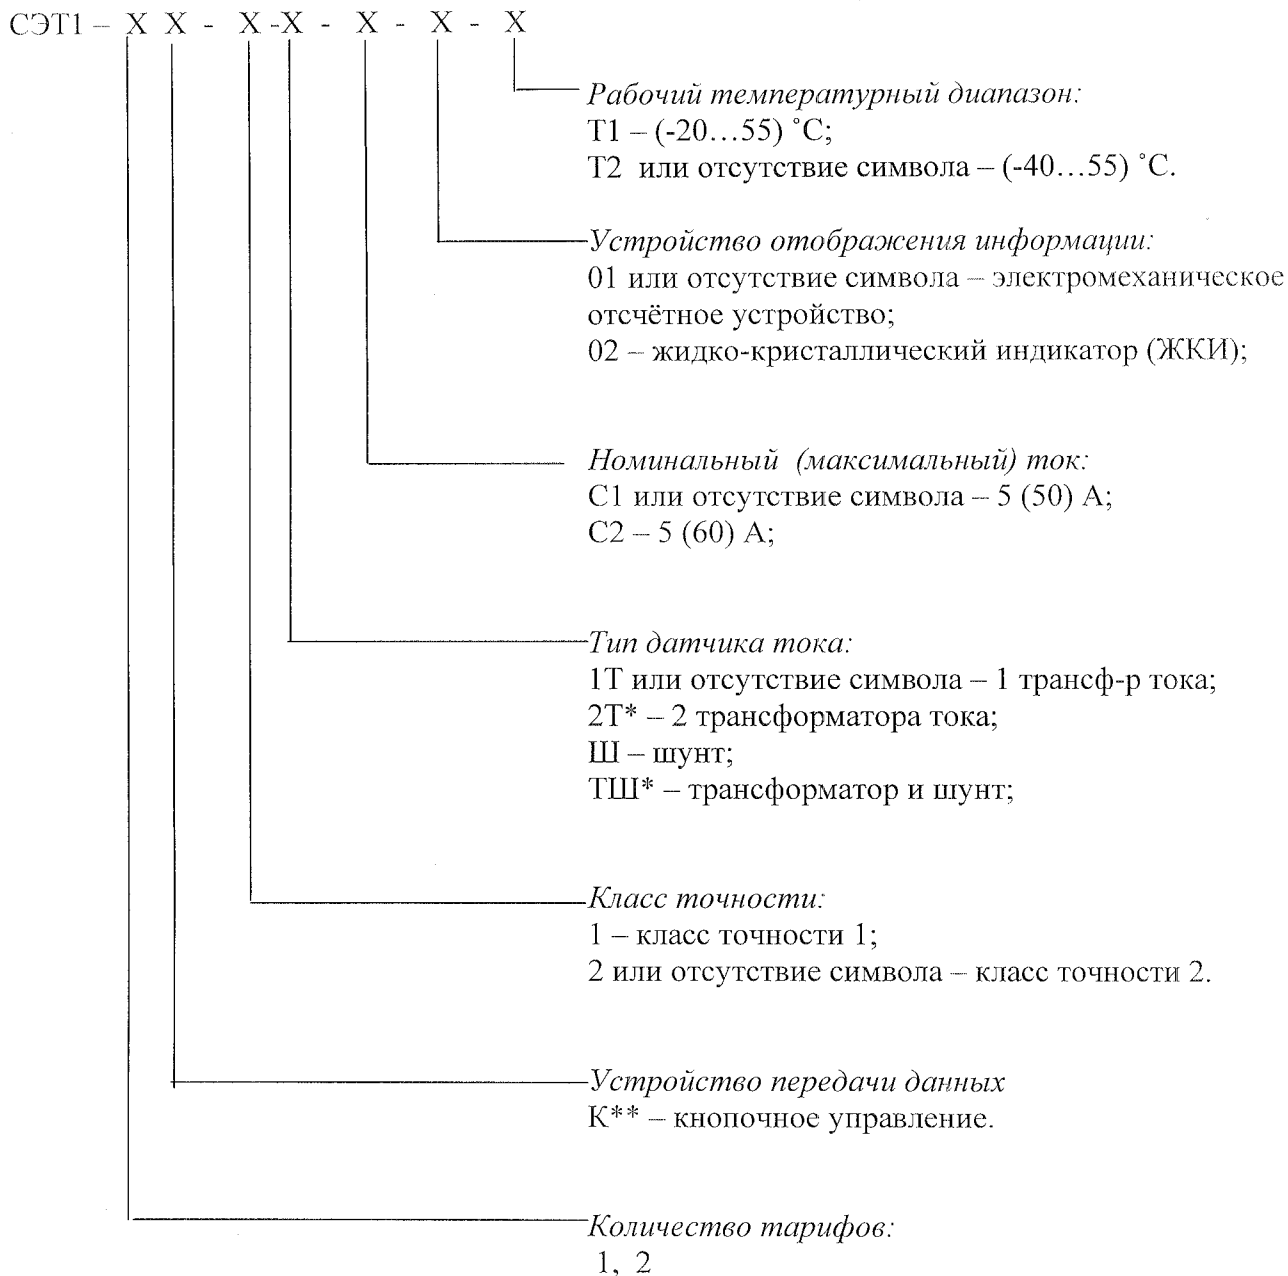 СЭТ1 – Х Х - Х -Х - Х - Х - Х
Рабочий температурный диапазон:
Т1 – (-20…55) ˚С;
Т2 или отсутствие символа – (-40…55) ˚С.
Устройство отображения информации:
01 или отсутствие символа – электромеханическое
отсчётное устройство;
02 – жидко-кристаллический индикатор (ЖКИ);
Номинальный (максимальный) ток:
С1 или отсутствие символа – 5 (50) А;
С2 – 5 (60) А;
Тип датчика тока:
1Т или отсутствие символа – 1 трансф-р тока;
2Т* – 2 трансформатора тока;
Ш – шунт;
ТШ* – трансформатор и шунт;
Класс точности:
1 – класс точности 1;
2 или отсутствие символа – класс точности 2.
Устройство передачи данных
К** – кнопочное управление.
Количество тарифов:
1, 2